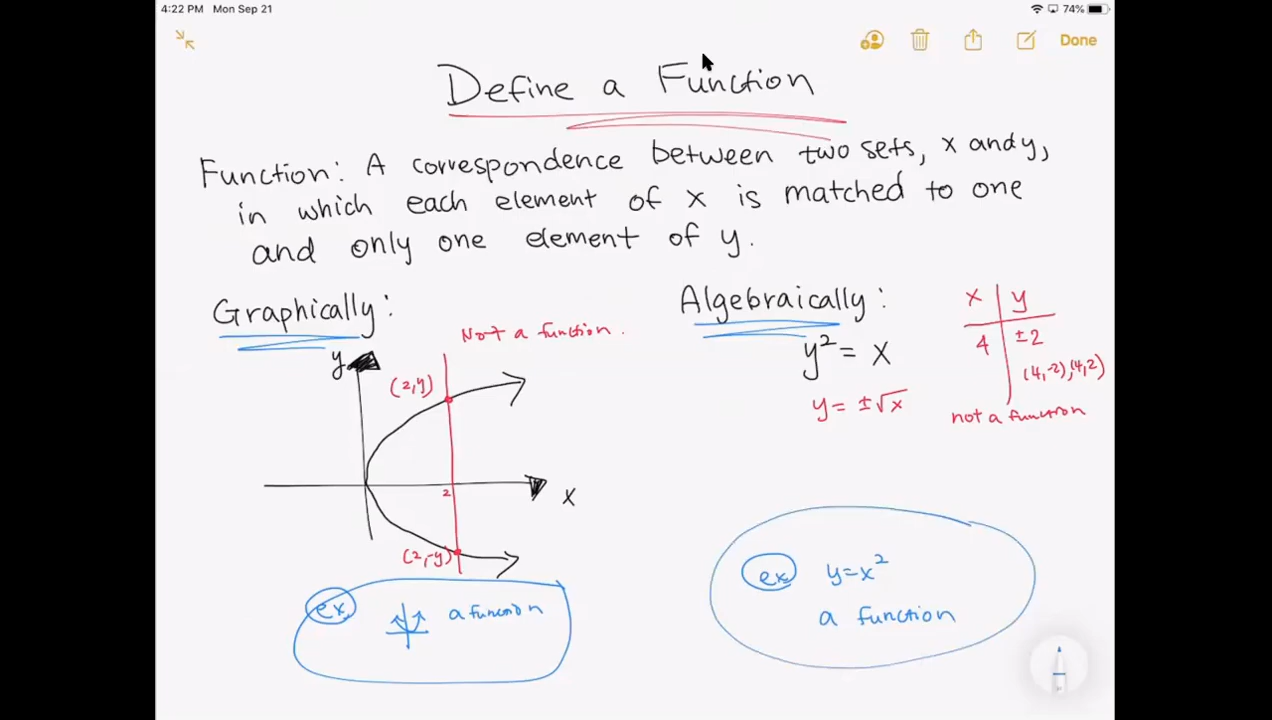 4:22 PM Mon Sep 21
74%
Done
Define a Function
Function: A correspondence between two sets, x and y,
in which each element of x is matched to one
and only one element of y.
Graphically:
Not a function.
y
(2,y)
2
x
(2,-y)
ex
a function
Algebraically:
y² = x
y = ±√x
x y
4 ±2
(4,-2),(4,2)
not a function
ex
y=x²
a function